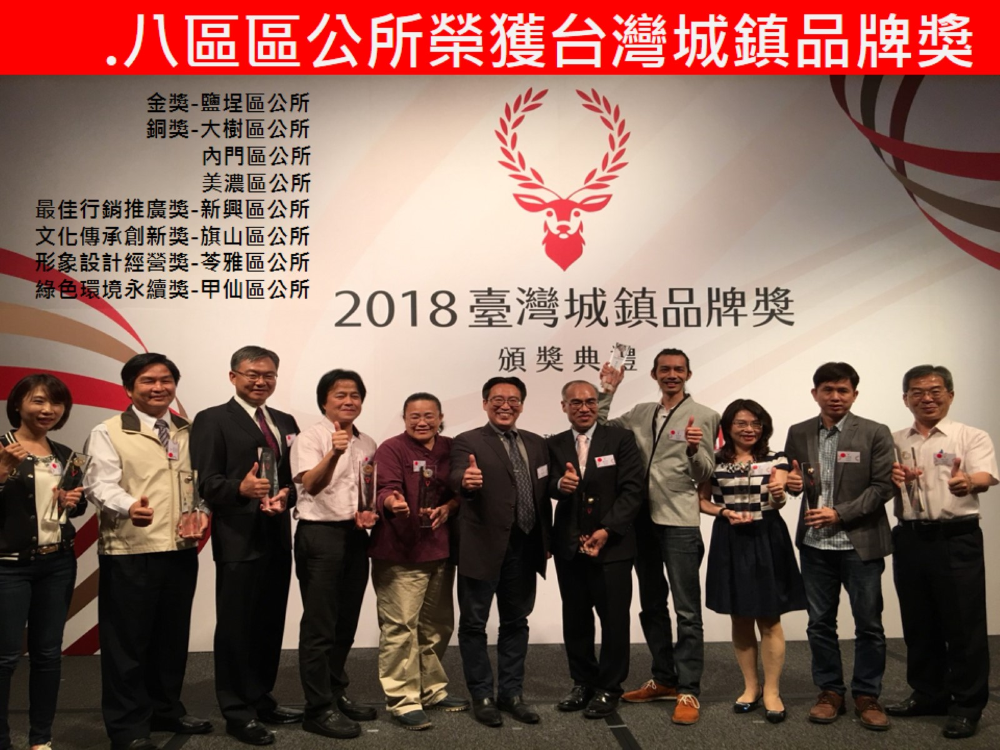 .八區區公所榮獲台灣城鎮品牌獎
金獎-鹽埕區公所
銅獎-大樹區公所
內門區公所
美濃區公所
最佳行銷推廣獎-新興區公所
文化傳承創新獎-旗山區公所
形象設計經營獎-苓雅區公所
綠色環境永續獎-甲仙區公所
2018臺灣城鎮品牌獎
頒獎典禮